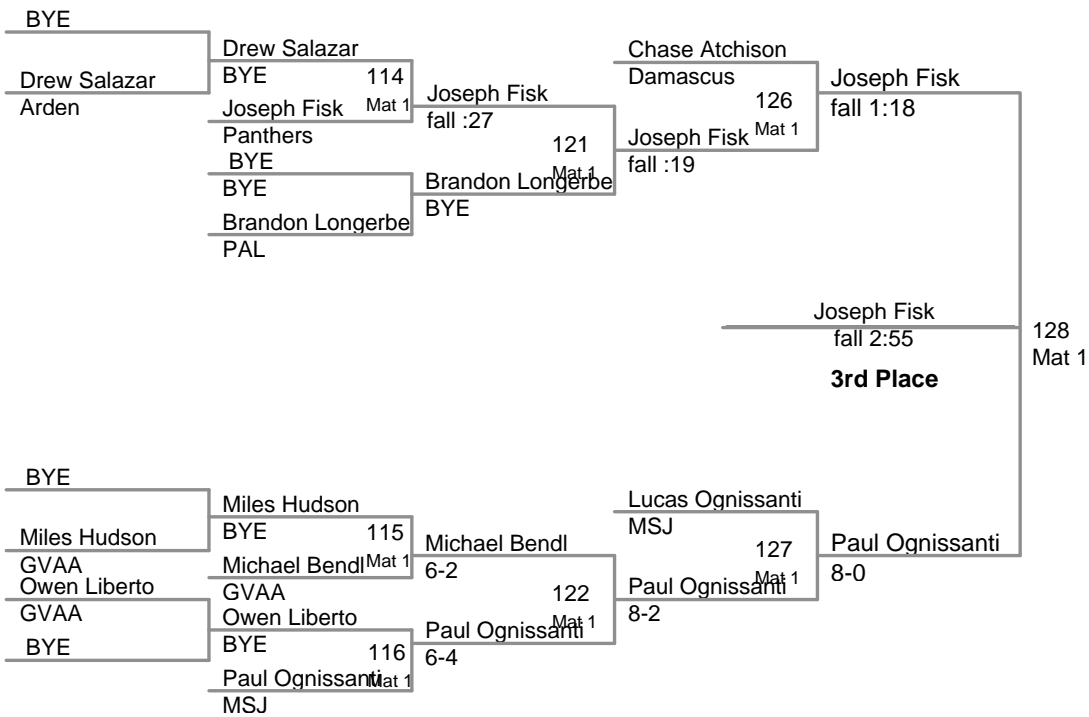 BYE
Drew Salazar
Arden
Drew Salazar
BYE
114
Mat 1
Joseph Fisk
Panthers
BYE
BYE
Brandon Longerbe
PAL
Joseph Fisk
fall :27
121
Mat 1
Brandon Longerbe
BYE
Chase Atchison
Damascus
126
Mat 1
Joseph Fisk
fall :19
Joseph Fisk
fall 1:18
Joseph Fisk
fall 2:55
3rd Place
128
Mat 1
BYE
Miles Hudson
GVAA
Owen Liberto
GVAA
BYE
Miles Hudson
BYE
115
Mat 1
Michael Bendl
GVAA
Owen Liberto
BYE
116
Mat 1
Paul Ognissanti
MSJ
Michael Bendl
6-2
122
Mat 1
Paul Ognissanti
6-4
Lucas Ognissanti
MSJ
127
Mat 1
Paul Ognissanti
8-2
Paul Ognissanti
8-0